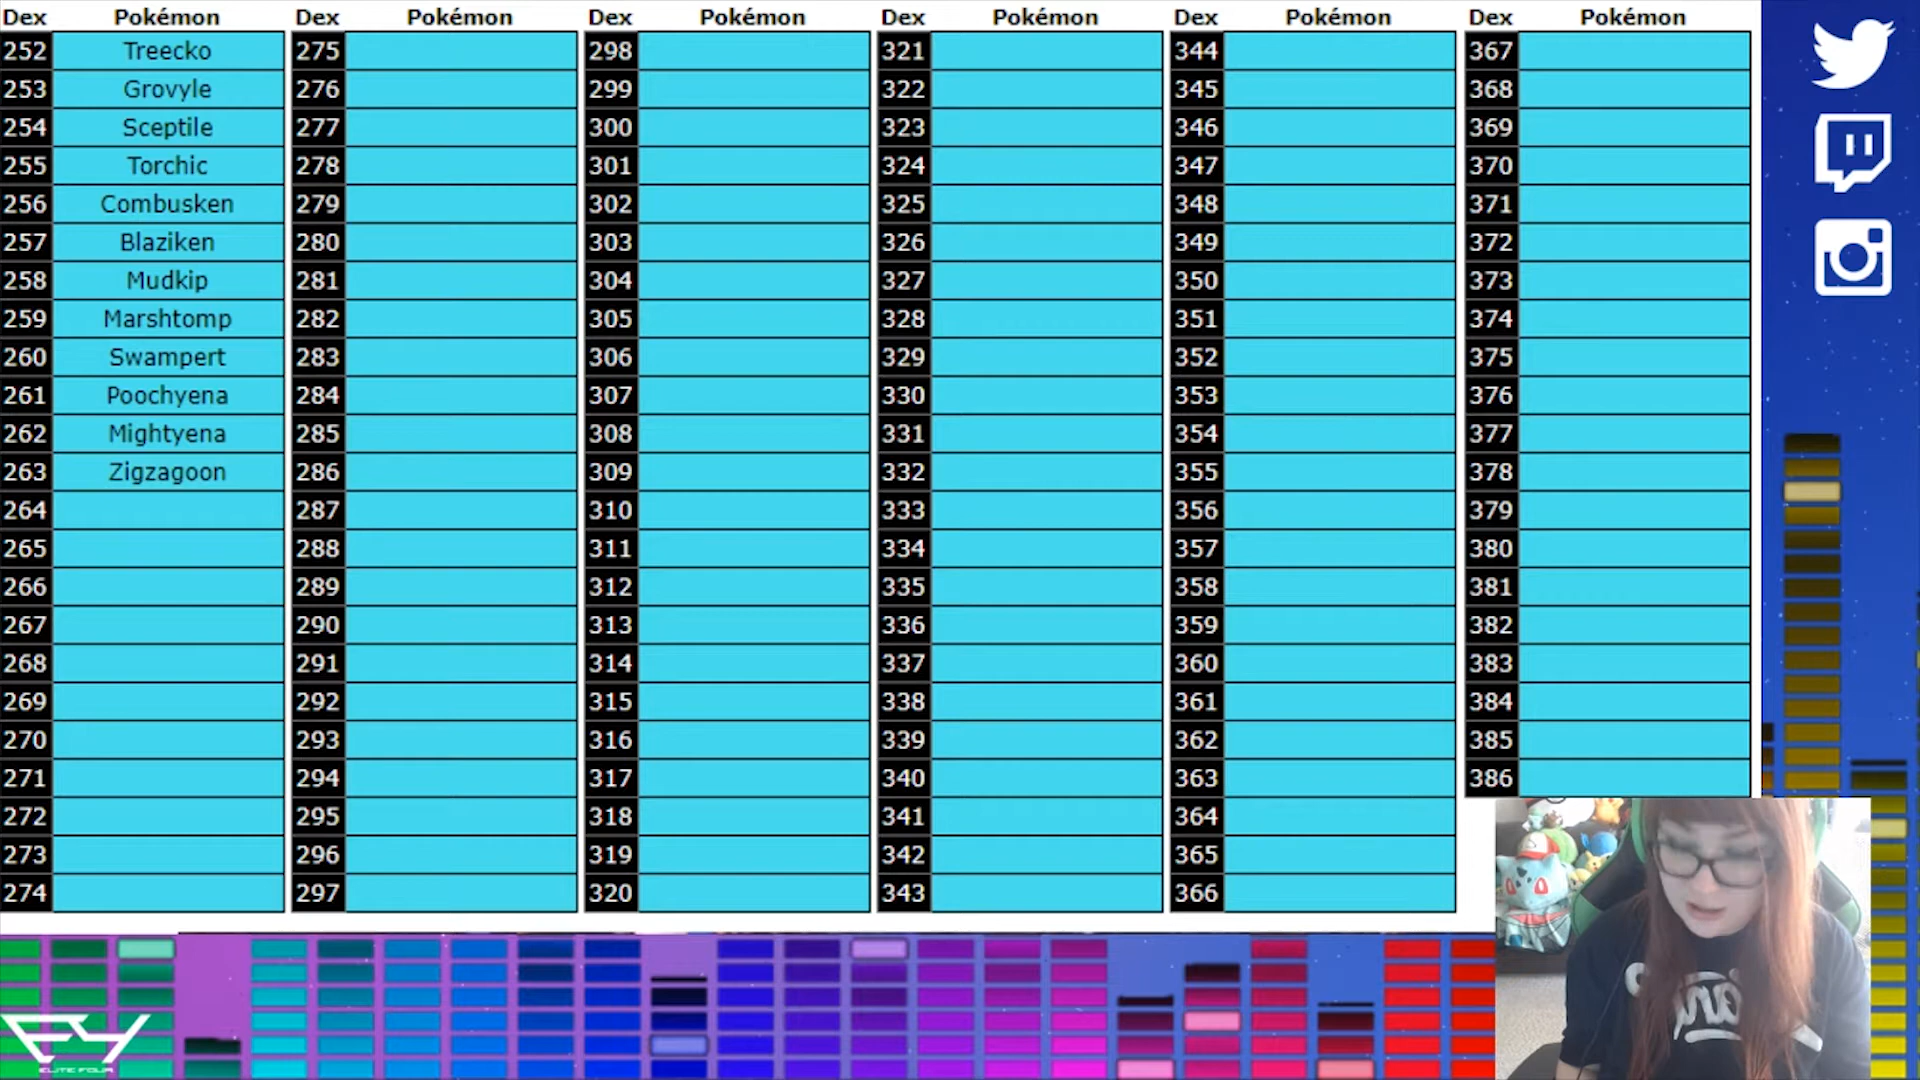 Dex Pokémon Dex Pokémon Dex Pokémon Dex Pokémon Dex Pokémon Dex Pokémon
252 Treecko 275 298 321 344 367
253 Grovyle 276 299 322 345 368
254 Sceptile 277 300 323 346 369
255 Torchic 278 301 324 347 370
256 Combusken 279 302 325 348 371
257 Blaziken 280 303 326 349 372
258 Mudkip 281 304 327 350 373
259 Marshtomp 282 305 328 351 374
260 Swampert 283 306 329 352 375
261 Poochyena 284 307 330 353 376
262 Mightyena 285 308 331 354 377
263 Zigzagoon 286 309 332 355 378
264 287 310 333 356 379
265 288 311 334 357 380
266 289 312 335 358 381
267 290 313 336 359 382
268 291 314 337 360 383
269 292 315 338 361 384
270 293 316 339 362 385
271 294 317 340 363 386
272 295 318 341 364
273 296 319 342 365
274 297 320 343 366
ELITE FOUR